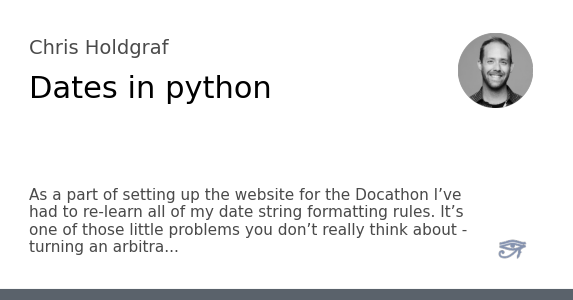 Chris Holdgraf
Dates in python
As a part of setting up the website for the Docathon I’ve
had to re-learn all of my date string formatting rules. It’s
one of those little problems you don’t really think about -
turning an arbitra...